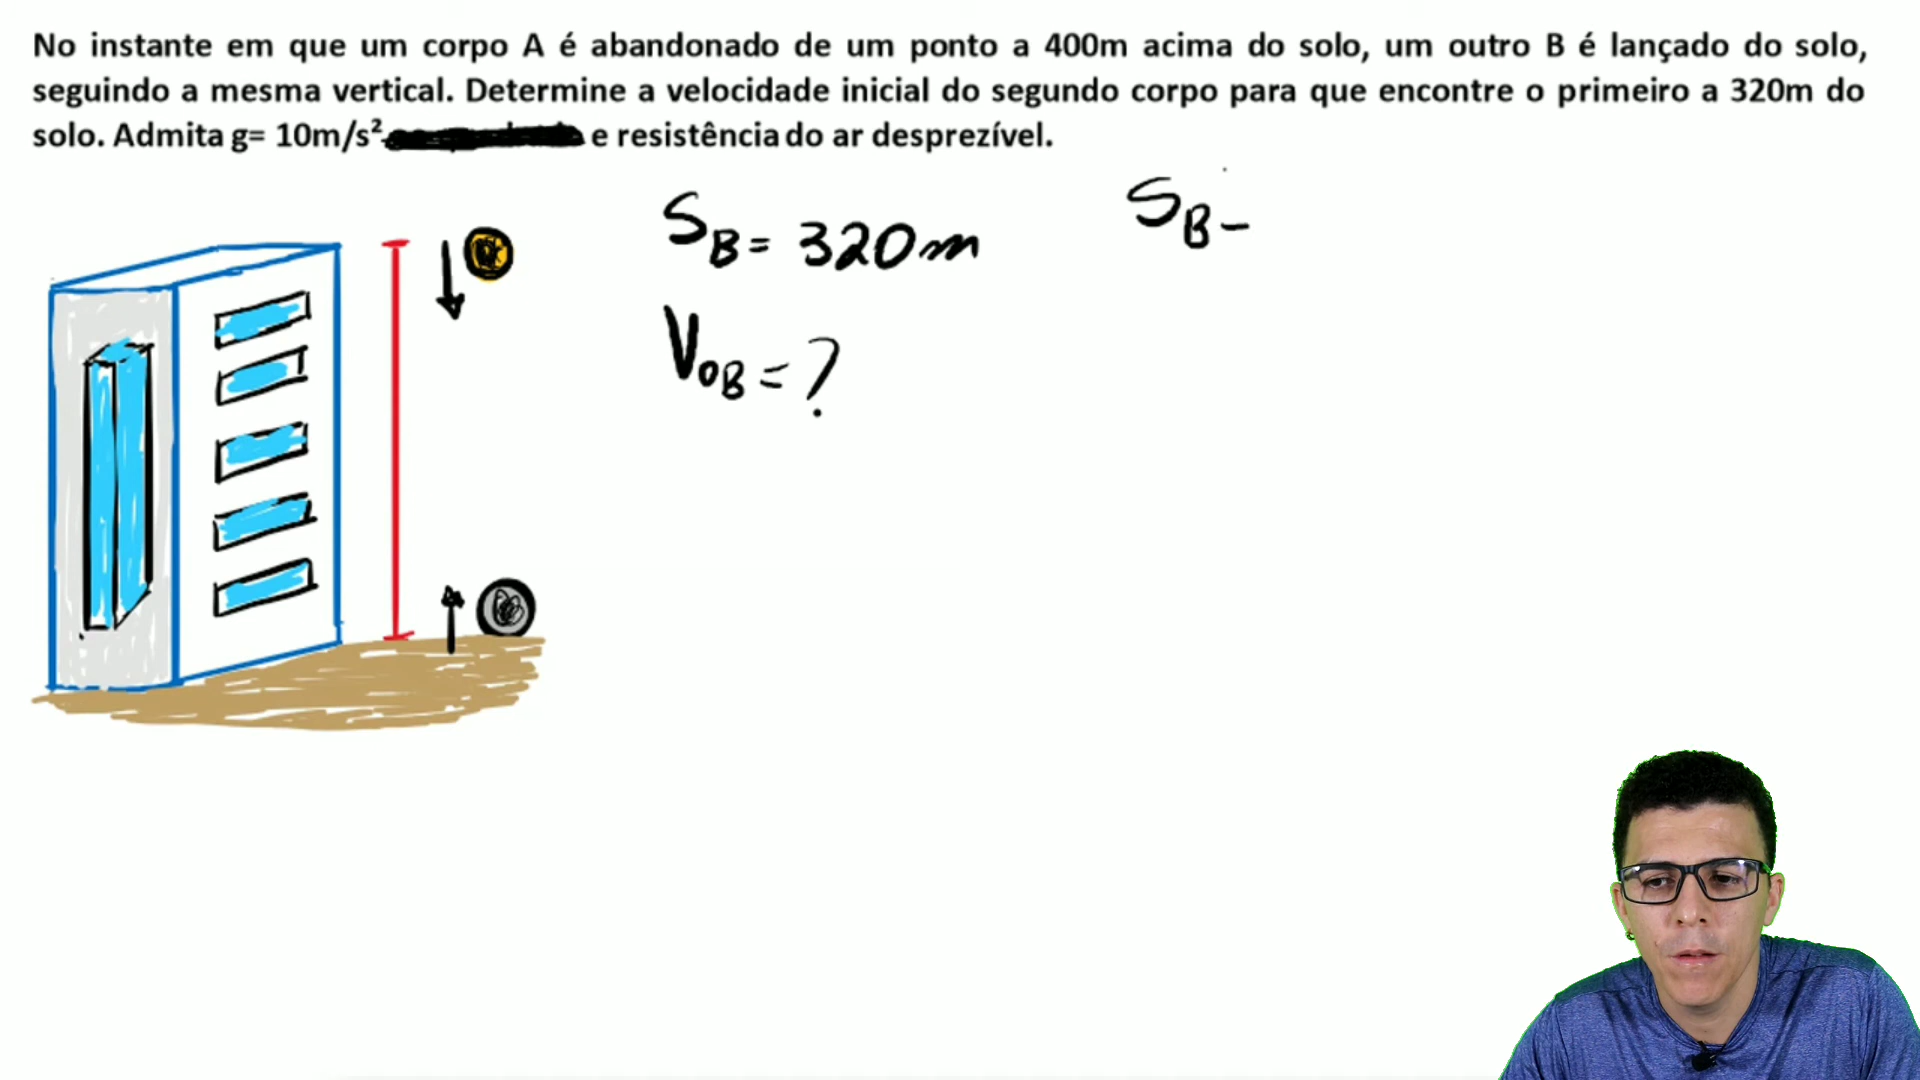 No instante em que um corpo A é abandonado de um ponto a 400m acima do solo, um outro B é lançado do solo,
seguindo a mesma vertical. Determine a velocidade inicial do segundo corpo para que encontre o primeiro a 320m do
solo. Admita g= 10m/s² e resistência do ar desprezível.
S_B = 320m
S_B -
V_0B = ?